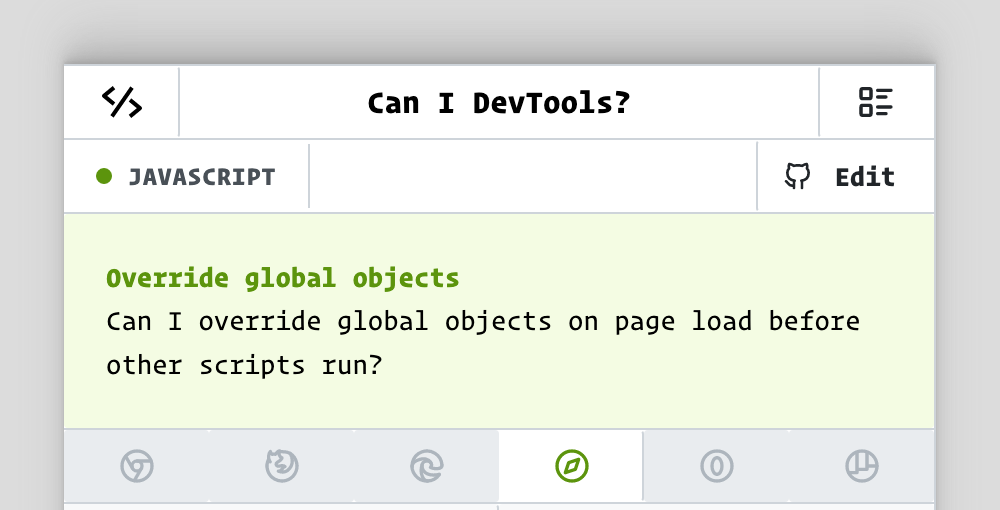 Can I DevTools?
JAVASCRIPT
Edit
Override global objects
Can I override global objects on page load before
other scripts run?